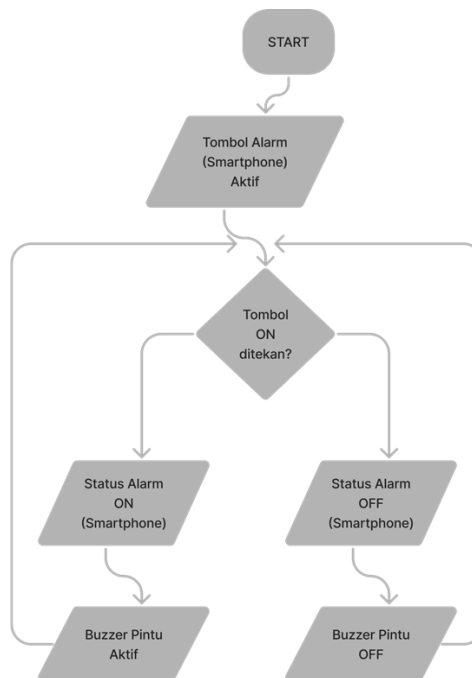 START
Tombol Alarm
(Smartphone)
Aktif
Tombol
ON
ditekan?
Status Alarm
ON
(Smartphone)
Status Alarm
OFF
(Smartphone)
Buzzer Pintu
Aktif
Buzzer Pintu
OFF